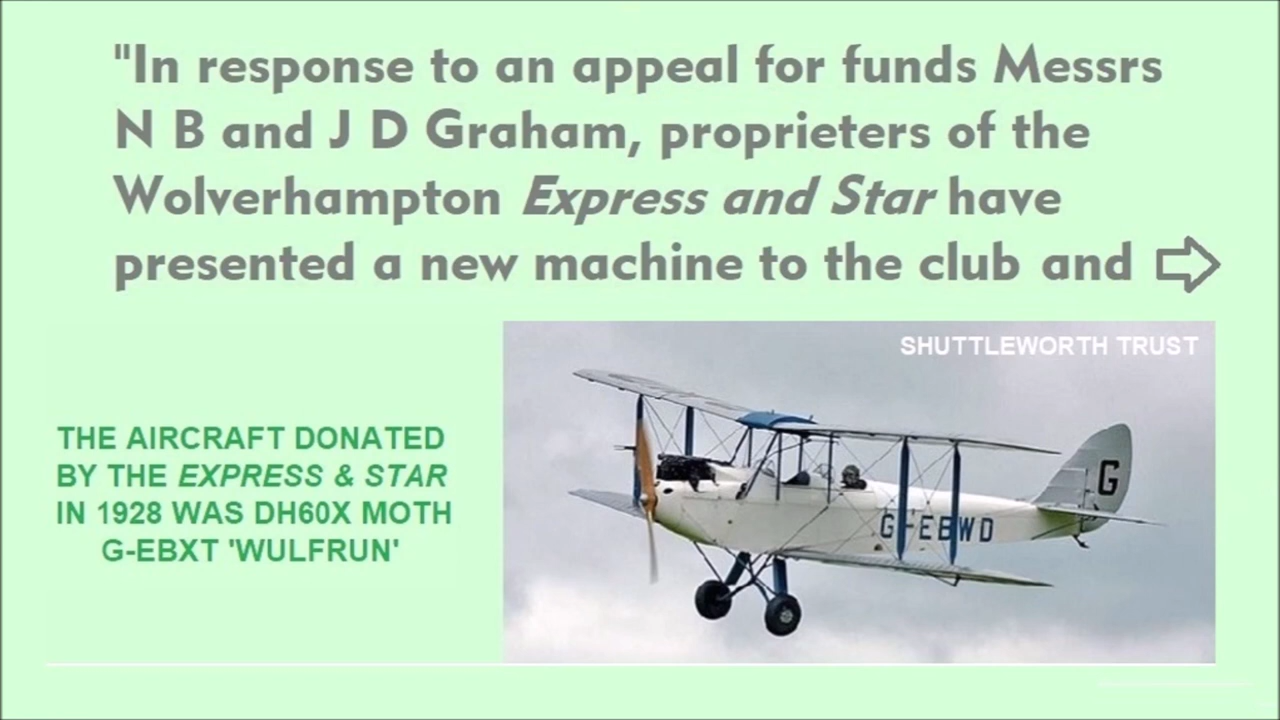 "In response to an appeal for funds Messrs
N B and J D Graham, proprieters of the
Wolverhampton Express and Star have
presented a new machine to the club and
SHUTTLEWORTH TRUST
THE AIRCRAFT DONATED
BY THE EXPRESS & STAR
IN 1928 WAS DH60X MOTH
G-EBXT 'WULFRUN'
G
G-EBWD